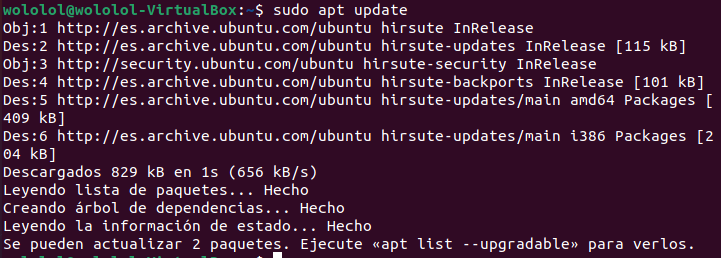 wololol@wololol-VirtualBox:~$ sudo apt update
Obj:1 http://es.archive.ubuntu.com/ubuntu hirsute InRelease
Des:2 http://es.archive.ubuntu.com/ubuntu hirsute-updates InRelease [115 kB]
Obj:3 http://security.ubuntu.com/ubuntu hirsute-security InRelease
Des:4 http://es.archive.ubuntu.com/ubuntu hirsute-backports InRelease [101 kB]
Des:5 http://es.archive.ubuntu.com/ubuntu hirsute-updates/main amd64 Packages [
409 kB]
Des:6 http://es.archive.ubuntu.com/ubuntu hirsute-updates/main i386 Packages [2
04 kB]
Descargados 829 kB en 1s (656 kB/s)
Leyendo lista de paquetes... Hecho
Creando árbol de dependencias... Hecho
Leyendo la información de estado... Hecho
Se pueden actualizar 2 paquetes. Ejecute «apt list --upgradable» para verlos.
wololol@wololol-VirtualBox:~$